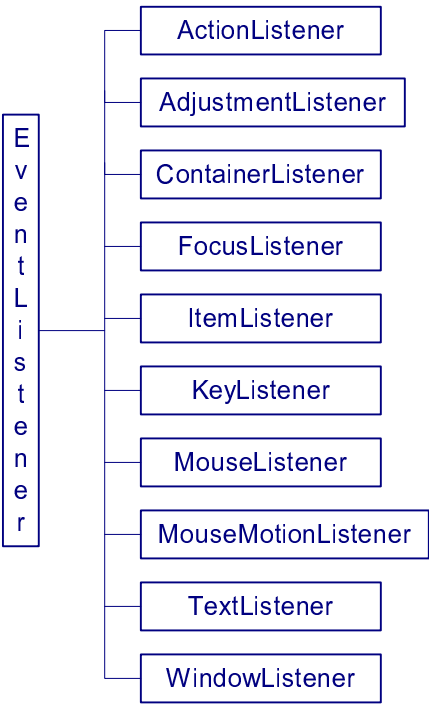 EventListener
ActionListener
AdjustmentListener
ContainerListener
FocusListener
ItemListener
KeyListener
MouseListener
MouseMotionListener
TextListener
WindowListener